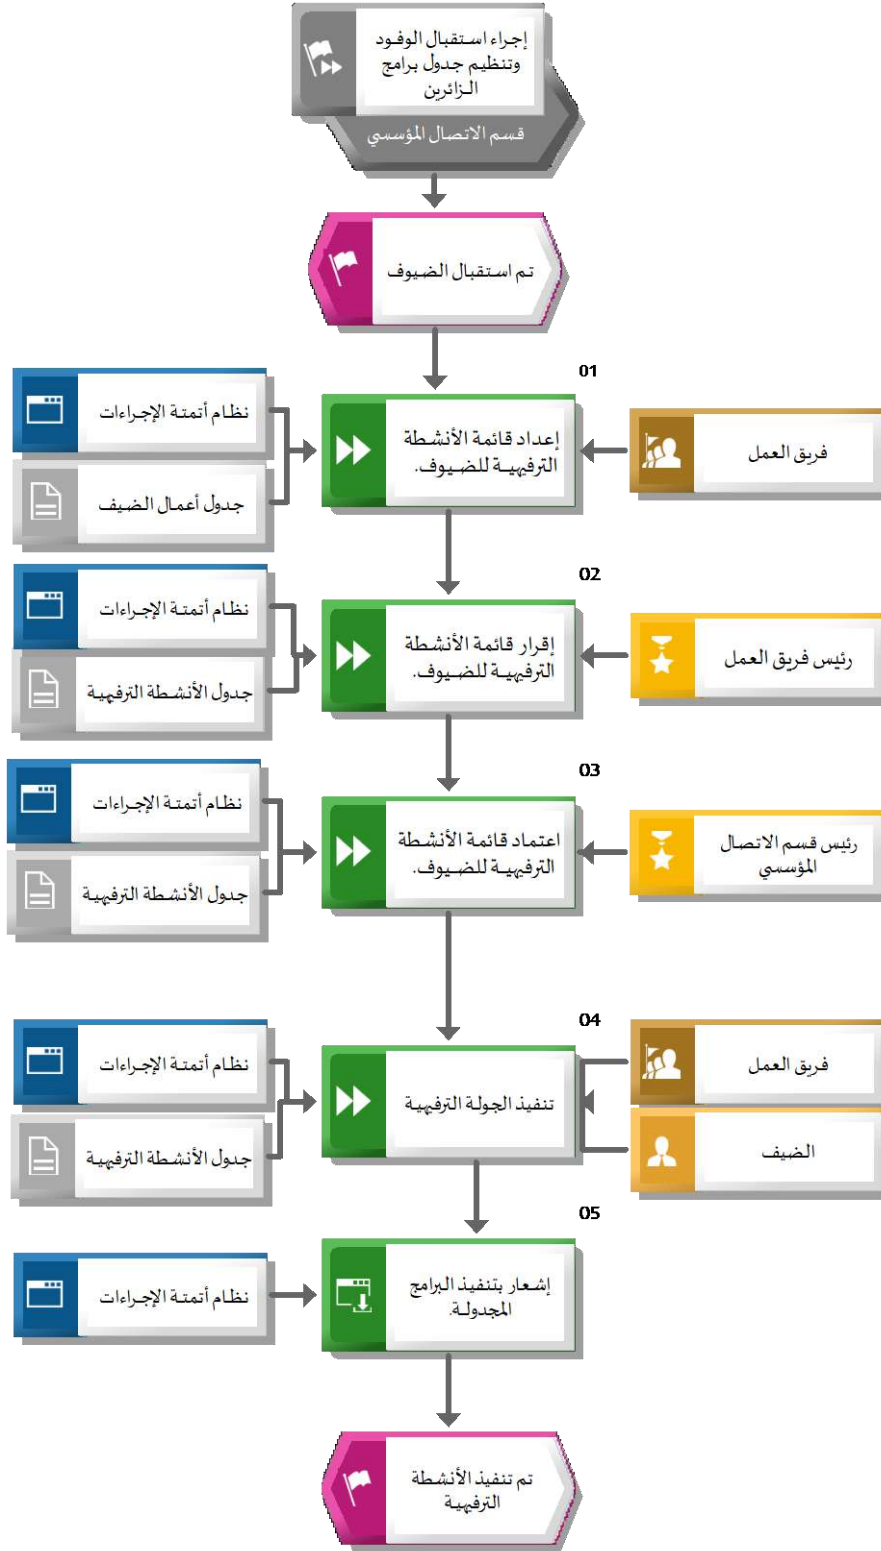 إجراء استقبال الوفود
وتنظيم جدول برامج
الزائرين
قسم الاتصال المؤسسي
تم استقبال الضيوف
01
فريق العمل
إعداد قائمة الأنشطة
الترفيهية للضيوف.
نظام أتمتة الإجراءات
جدول أعمال الضيف
02
رئيس فريق العمل
إقرار قائمة الأنشطة
الترفيهية للضيوف.
نظام أتمتة الإجراءات
جدول الأنشطة الترفيهية
03
رئيس قسم الاتصال
المؤسسي
اعتماد قائمة الأنشطة
الترفيهية للضيوف.
نظام أتمتة الإجراءات
جدول الأنشطة الترفيهية
04
فريق العمل
الضيف
تنفيذ الجولة الترفيهية
نظام أتمتة الإجراءات
جدول الأنشطة الترفيهية
05
إشعار بتنفيذ البرامج
المجدولة.
نظام أتمتة الإجراءات
تم تنفيذ الأنشطة
الترفيهية